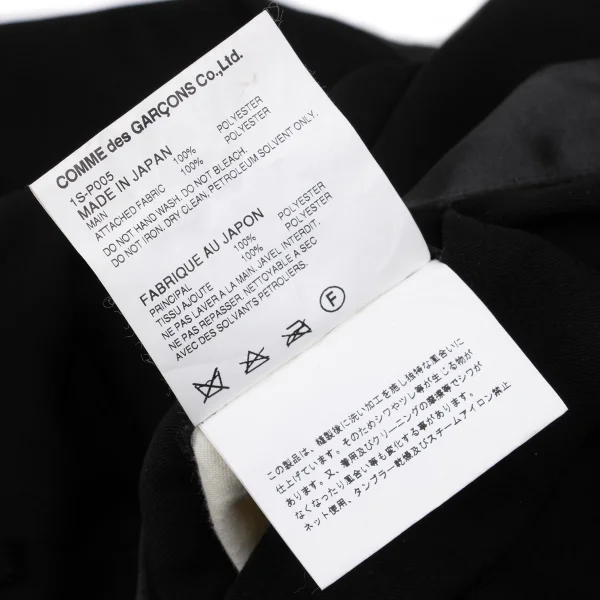 COMME des GARÇONS Co.,Ltd.
1S-P005
MADE IN JAPAN
MAIN 100% POLYESTER
ATTACHED FABRIC 100% POLYESTER
DO NOT HAND WASH. DO NOT BLEACH.
DO NOT IRON. DRY CLEAN, PETROLEUM SOLVENT ONLY.
FABRIQUE AU JAPON
PRINCIPAL 100% POLYESTER
TISSU AJOUTE 100% POLYESTER
NE PAS LAVER A LA MAIN. JAVEL INTERDIT.
NE PAS REPASSER. NETTOYABLE A SEC
AVEC DES SOLVANTS PETROLIERS.
F
この製品は、縫製後に洗い加工を施し独特な風合いに
仕上げています。そのためシワやツレ等が生じる物が
あります。又、着用及びクリーニングの摩擦等でシワが
なくなったり風合い等も変化する事があります。
ネット使用、タンブラー乾燥及びスチームアイロン禁止